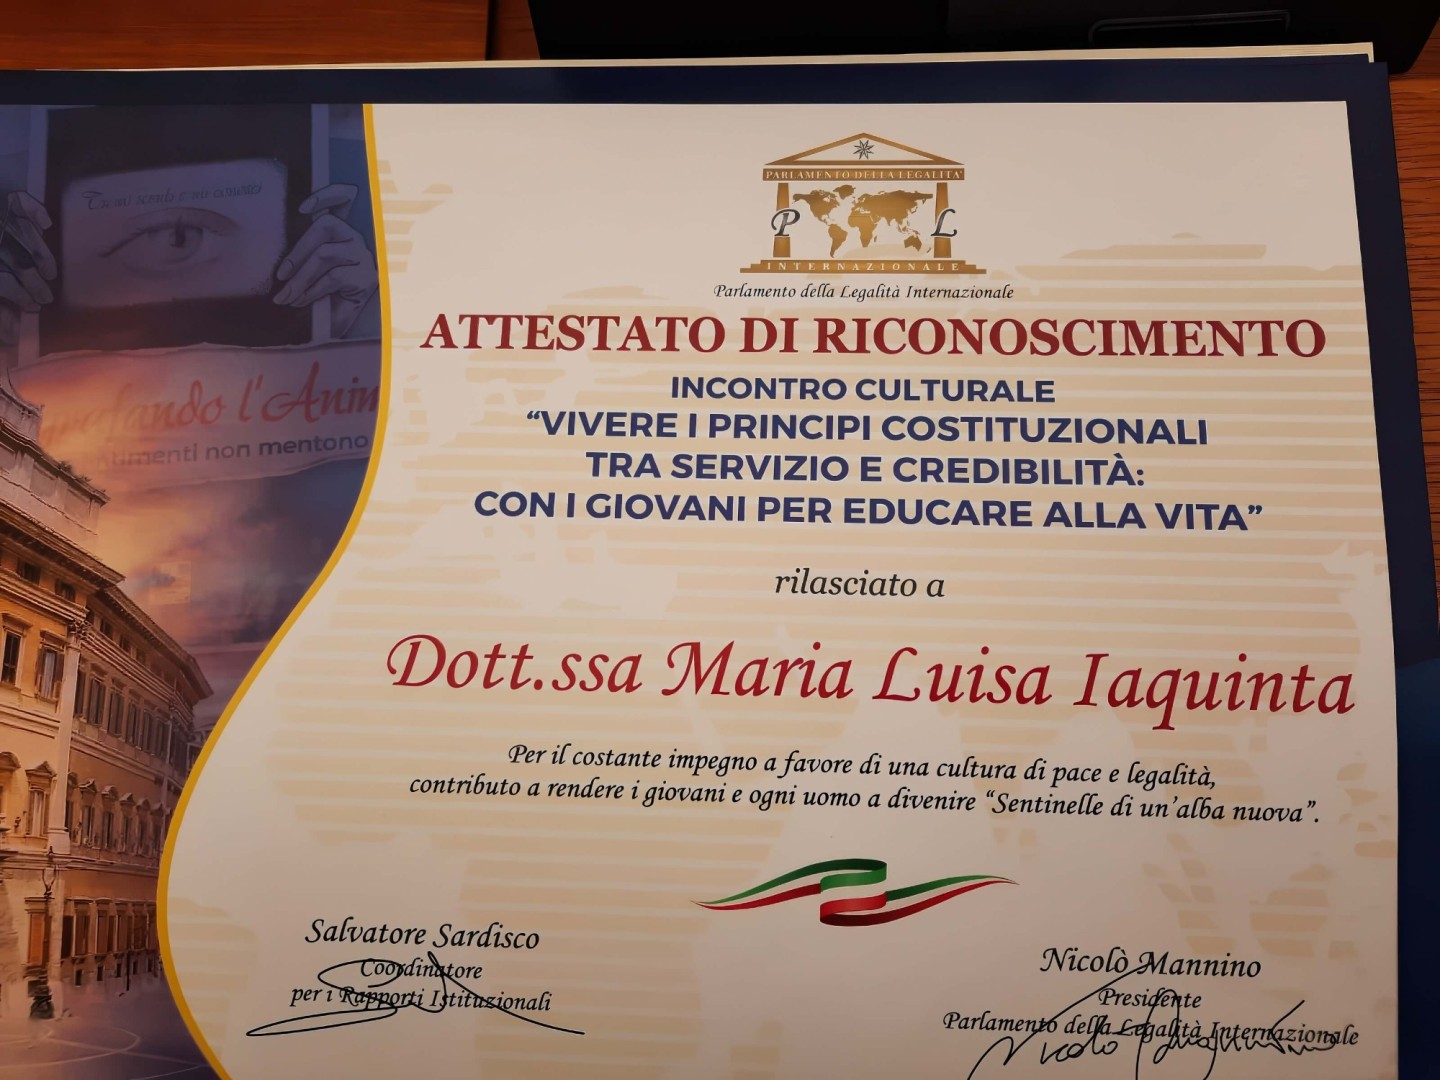 PARLAMENTO DELLA LEGALITA'
P L
INTERNAZIONALE
Parlamento della Legalità Internazionale
ATTESTATO DI RICONOSCIMENTO
INCONTRO CULTURALE
“VIVERE I PRINCIPI COSTITUZIONALI
TRA SERVIZIO E CREDIBILITÀ:
CON I GIOVANI PER EDUCARE ALLA VITA”
rilasciato a
Dott.ssa Maria Luisa Iaquinta
Per il costante impegno a favore di una cultura di pace e legalità,
contributo a rendere i giovani e ogni uomo a divenire “Sentinelle di un’alba nuova”.
Salvatore Sardisco
Coordinatore
per i Rapporti Istituzionali
Nicolò Mannino
Presidente
Parlamento della Legalità Internazionale
l'Anim
non mentono